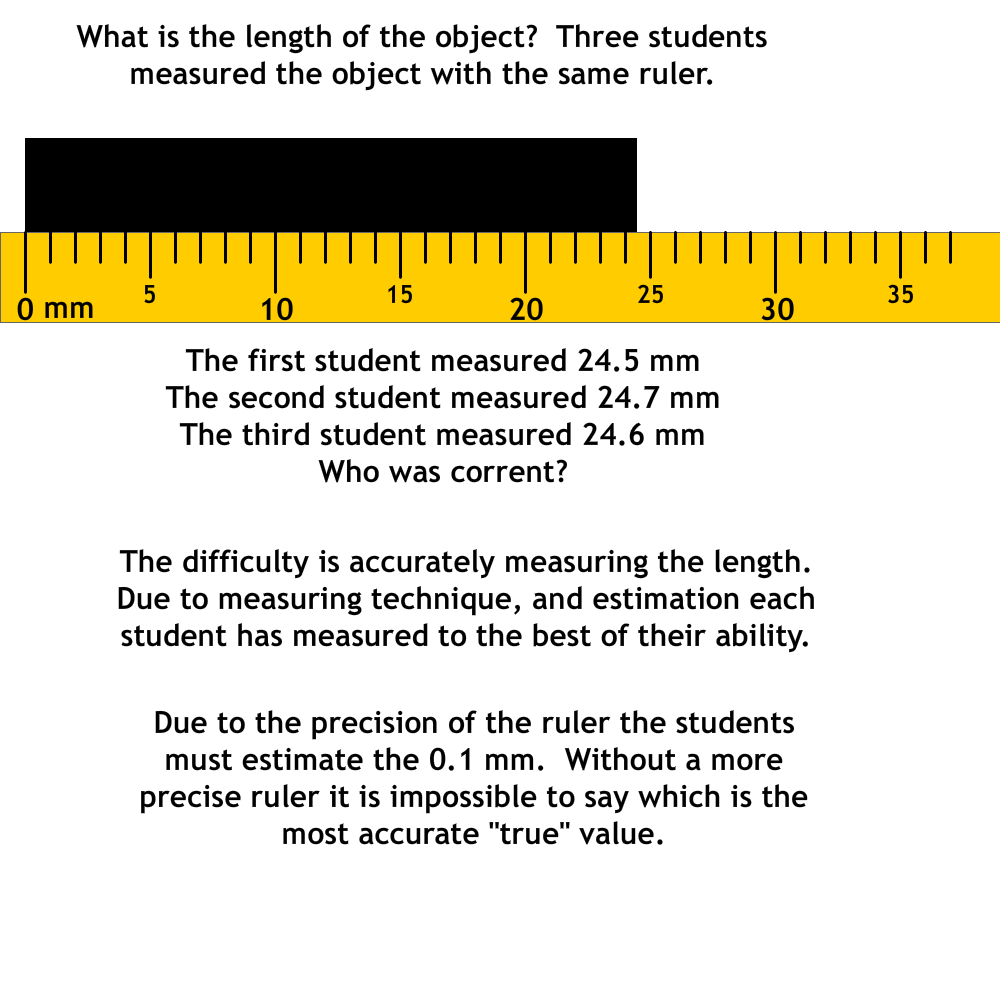 What is the length of the object?  Three students
measured the object with the same ruler.
0 mm 5 10 15 20 25 30 35
The first student measured 24.5 mm
The second student measured 24.7 mm
The third student measured 24.6 mm
Who was corrent?
The difficulty is accurately measuring the length.
Due to measuring technique, and estimation each
student has measured to the best of their ability.
Due to the precision of the ruler the students
must estimate the 0.1 mm.  Without a more
precise ruler it is impossible to say which is the
most accurate "true" value.